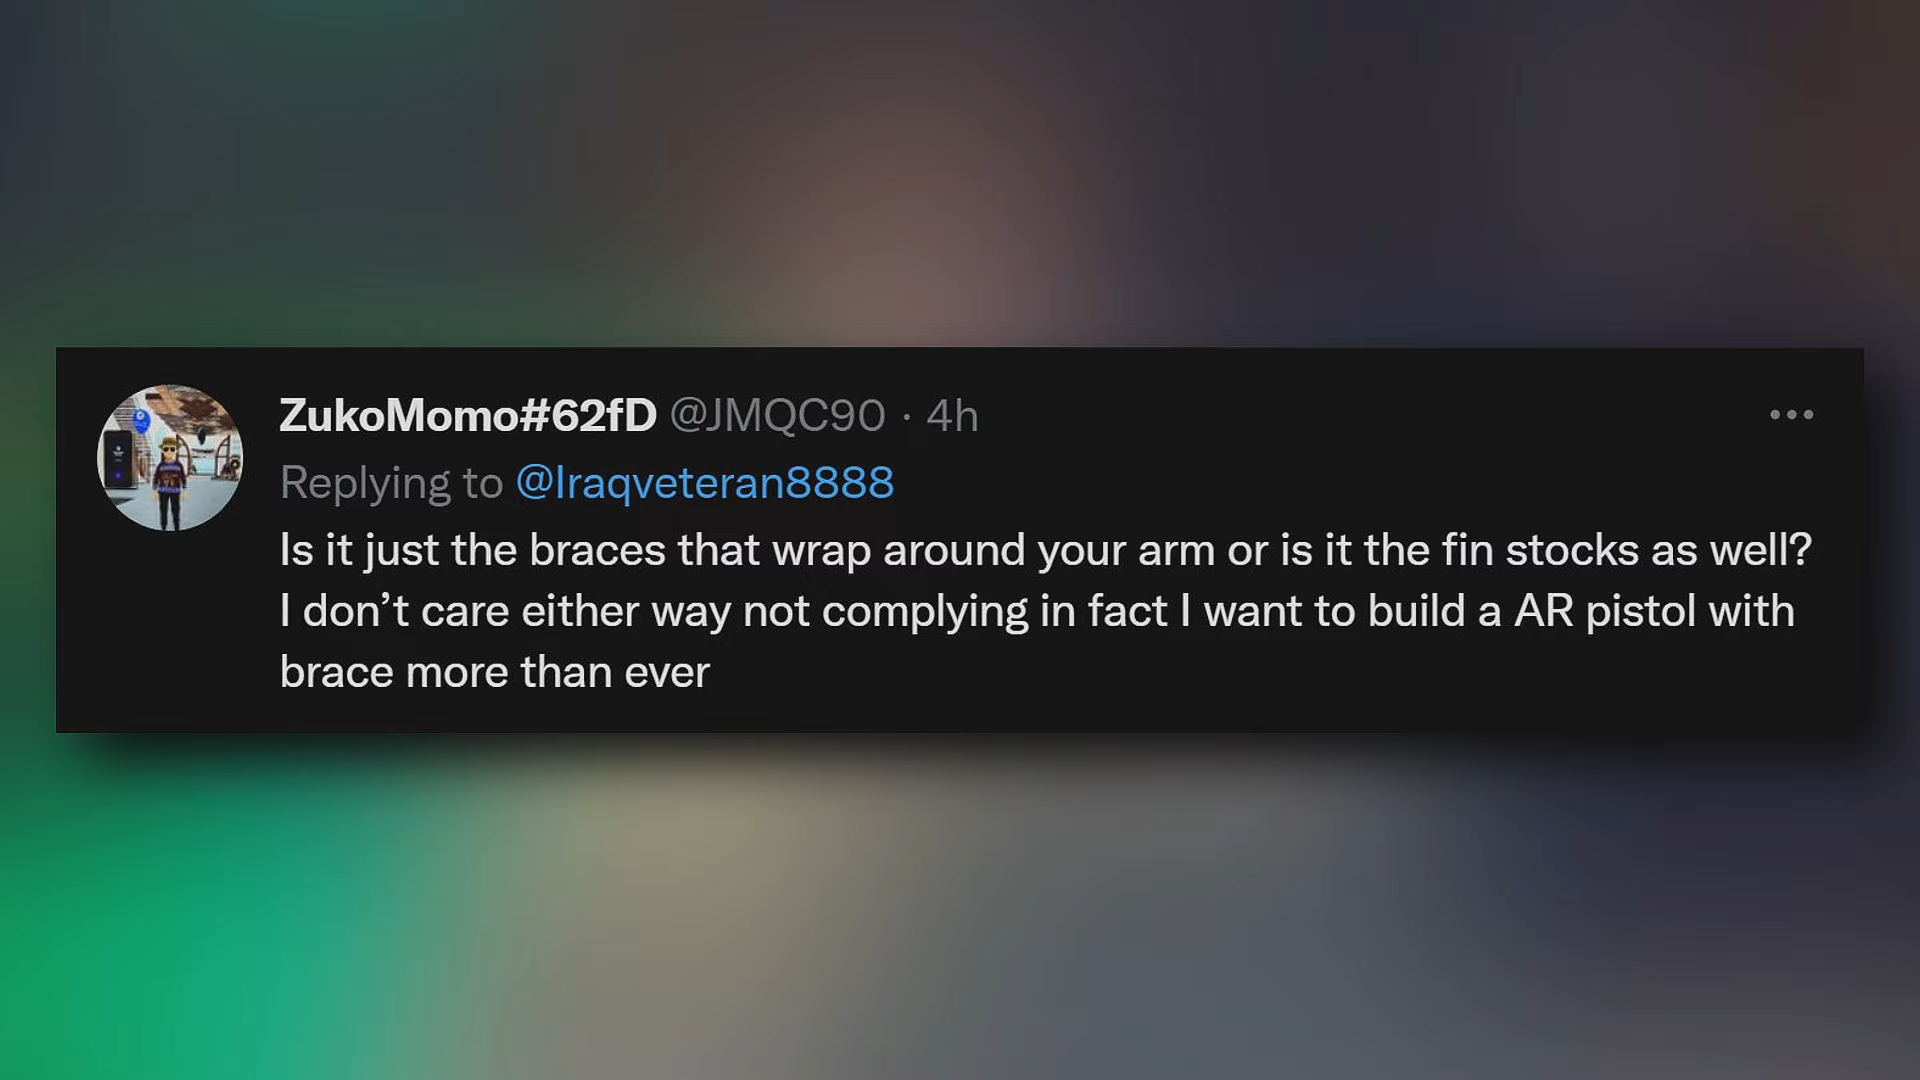 ZukoMomo#62fD @JMQC90 · 4h
Replying to @Iraqveteran8888
Is it just the braces that wrap around your arm or is it the fin stocks as well?
I don’t care either way not complying in fact I want to build a AR pistol with
brace more than ever